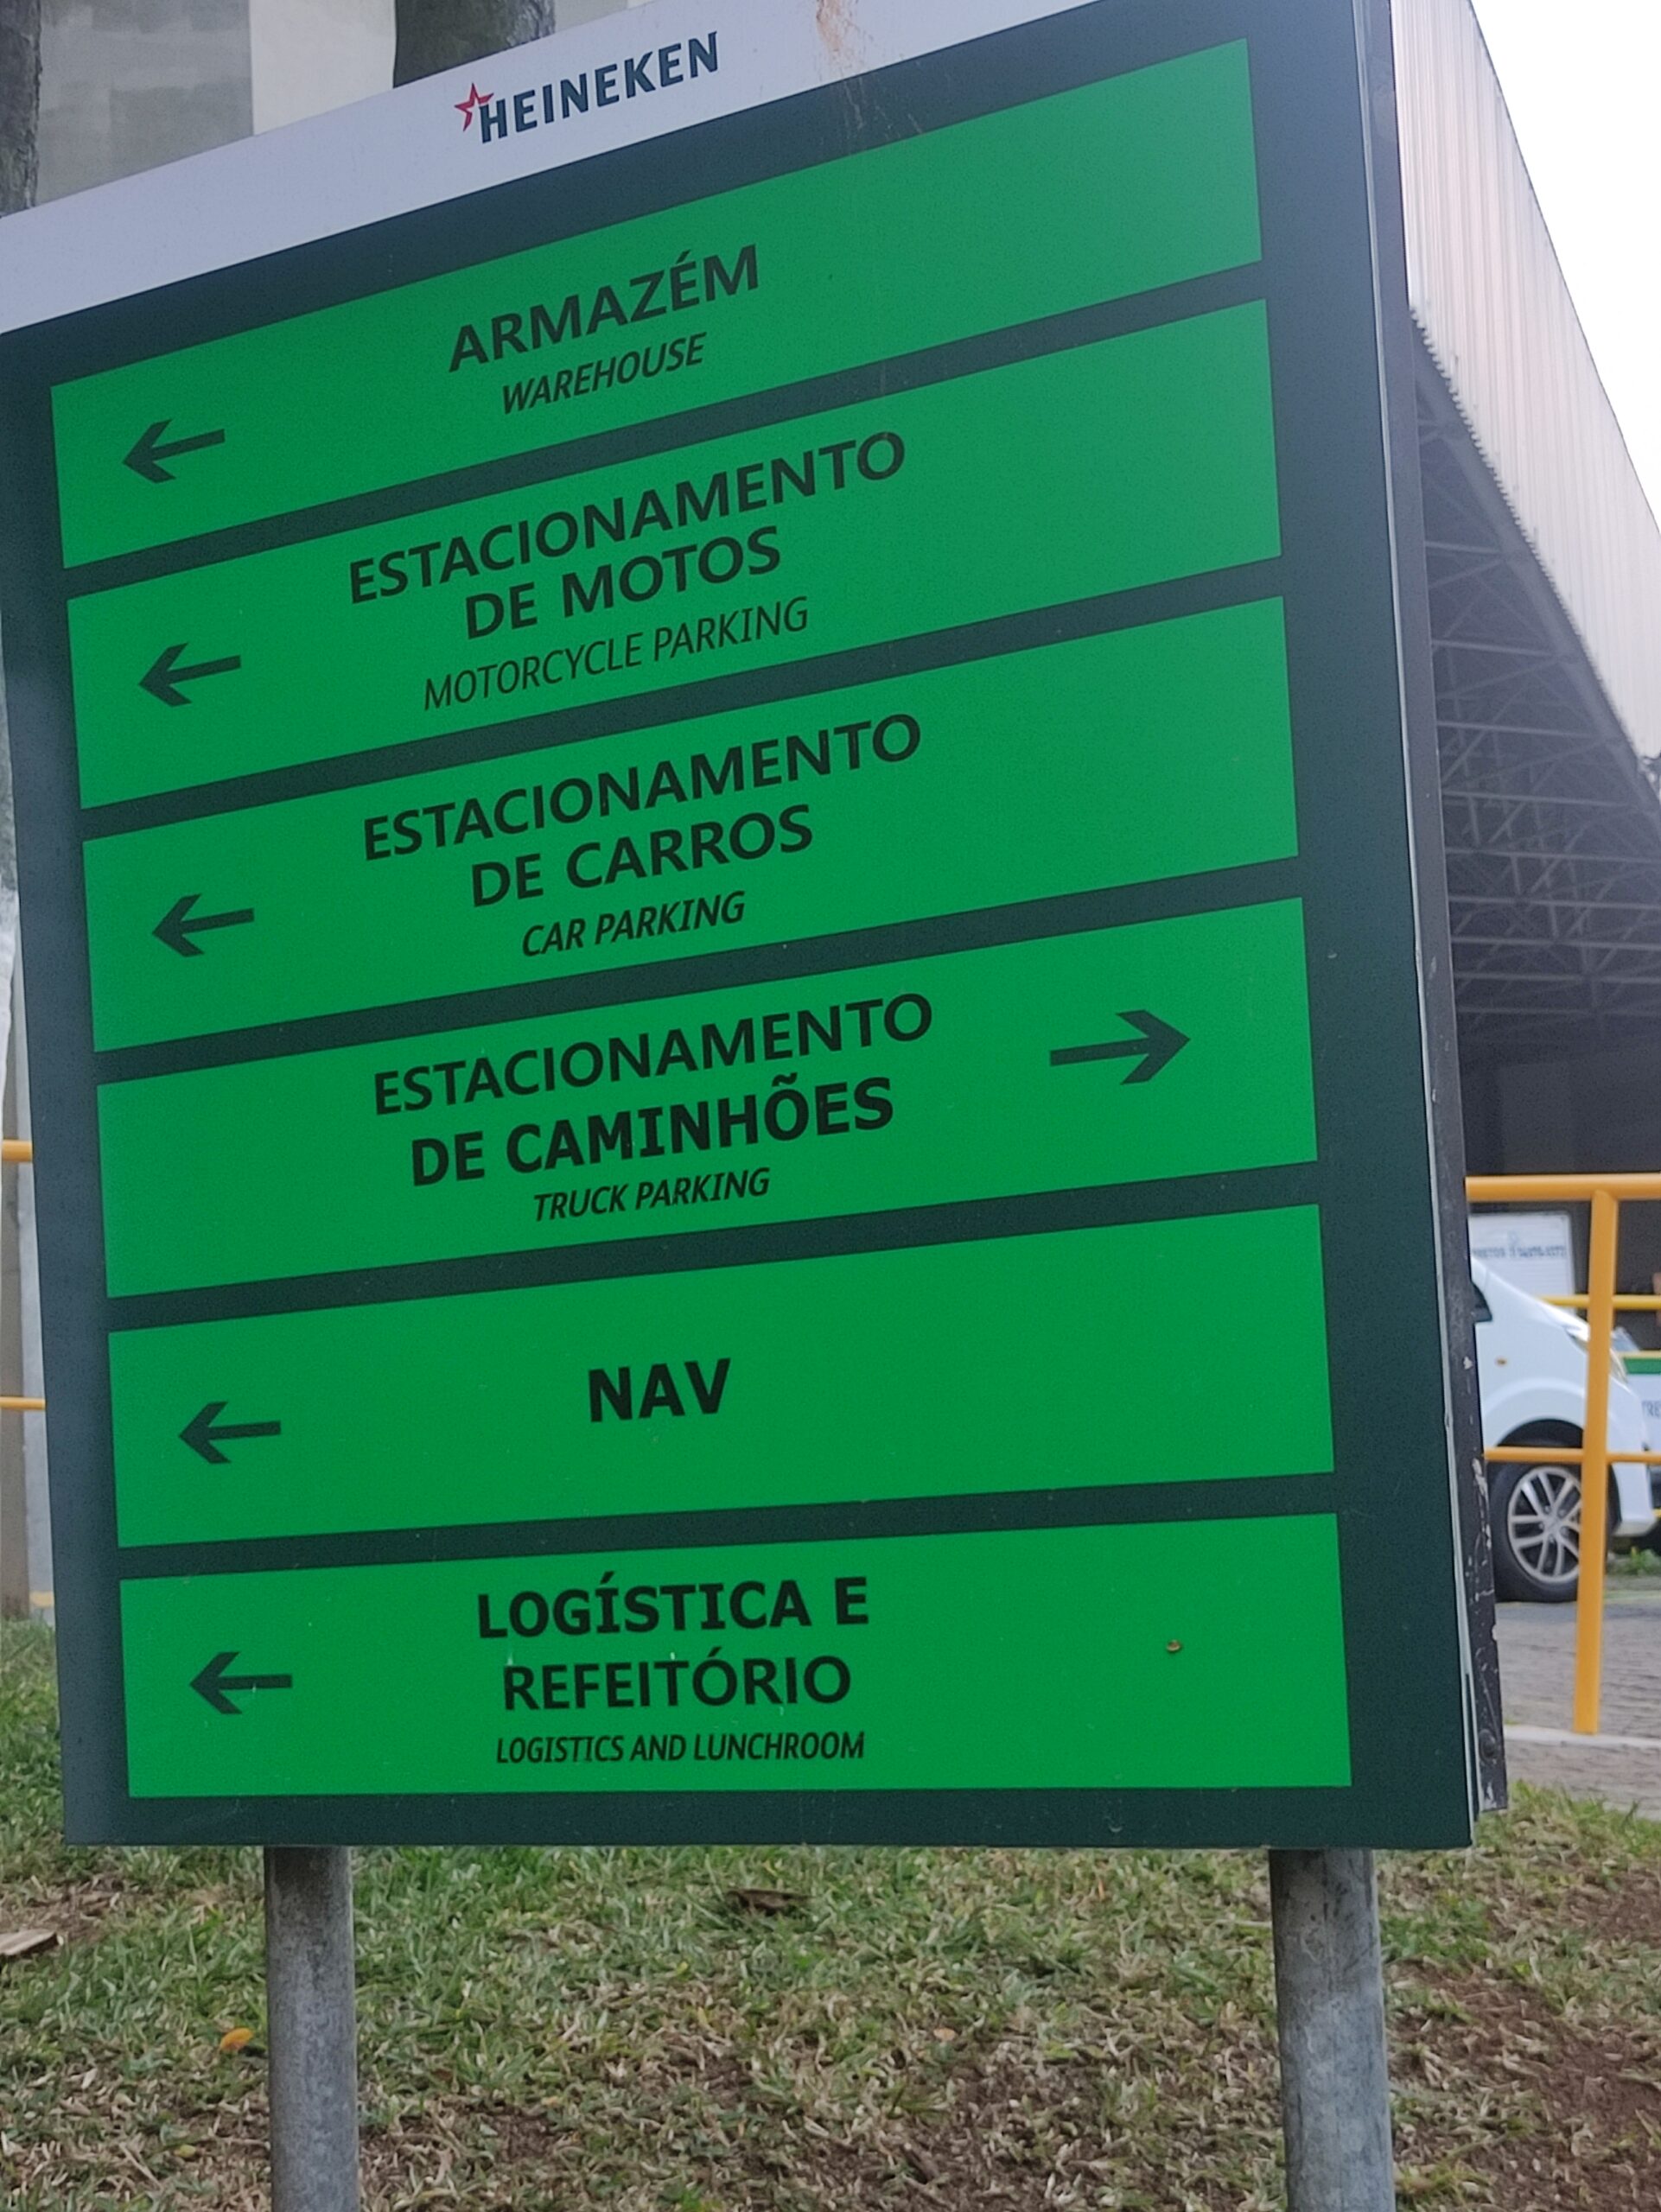 HEINEKEN
ARMAZÉM
WAREHOUSE
ESTACIONAMENTO
DE MOTOS
MOTORCYCLE PARKING
ESTACIONAMENTO
DE CARROS
CAR PARKING
ESTACIONAMENTO
DE CAMINHÕES
TRUCK PARKING
NAV
LOGÍSTICA E
REFEITÓRIO
LOGISTICS AND LUNCHROOM